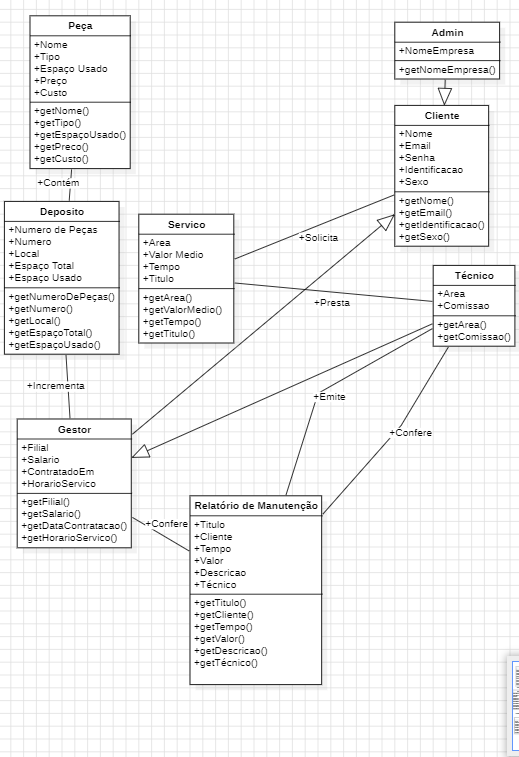 Peça
+Nome
+Tipo
+Espaço Usado
+Preço
+Custo
+getNome()
+getTipo()
+getEspaçoUsado()
+getPreco()
+getCusto()
Admin
+NomeEmpresa
+getNomeEmpresa()
Cliente
+Nome
+Email
+Senha
+Identificacao
+Sexo
+getNome()
+getEmail()
+getIdentificacao()
+getSexo()
+Contém
Deposito
+Numero de Peças
+Numero
+Local
+Espaço Total
+Espaço Usado
+getNumeroDePeças()
+getNumero()
+getLocal()
+getEspaçoTotal()
+getEspaçoUsado()
Servico
+Area
+Valor Medio
+Tempo
+Titulo
+getArea()
+getValorMedio()
+getTempo()
+getTitulo()
+Solicita
+Presta
Técnico
+Area
+Comissao
+getArea()
+getComissao()
+Incrementa
+Emite
+Confere
Gestor
+Filial
+Salario
+ContratadoEm
+HorarioServico
+getFilial()
+getSalario()
+getDataContratacao()
+getHorarioServico()
+Confere
Relatório de Manutenção
+Titulo
+Cliente
+Tempo
+Valor
+Descricao
+Técnico
+getTitulo()
+getCliente()
+getTempo()
+getValor()
+getDescricao()
+getTécnico()